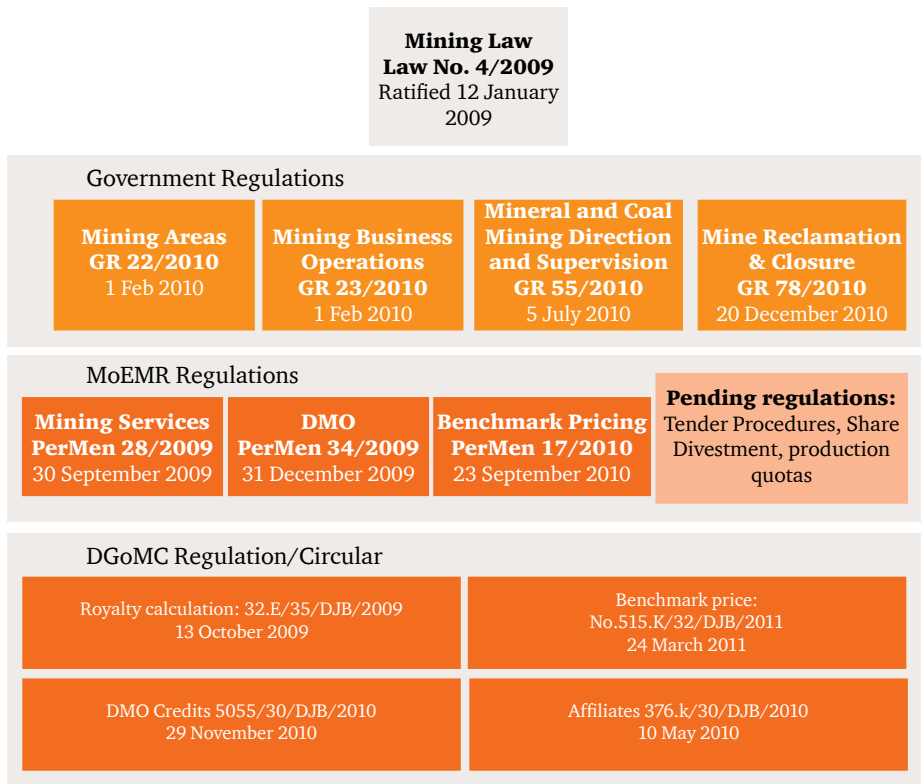 Mining Law
Law No. 4/2009
Ratified 12 January
2009
Government Regulations
Mining Areas
GR 22/2010
1 Feb 2010
Mining Business
Operations
GR 23/2010
1 Feb 2010
Mineral and Coal
Mining Direction
and Supervision
GR 55/2010
5 July 2010
Mine Reclamation
& Closure
GR 78/2010
20 December 2010
MoEMR Regulations
Mining Services
PerMen 28/2009
30 September 2009
DMO
PerMen 34/2009
31 December 2009
Benchmark Pricing
PerMen 17/2010
23 September 2010
Pending regulations:
Tender Procedures, Share
Divestment, production
quotas
DGoMC Regulation/Circular
Royalty calculation: 32.E/35/DJB/2009
13 October 2009
Benchmark price:
No.515.K/32/DJB/2011
24 March 2011
DMO Credits 5055/30/DJB/2010
29 November 2010
Affiliates 376.k/30/DJB/2010
10 May 2010